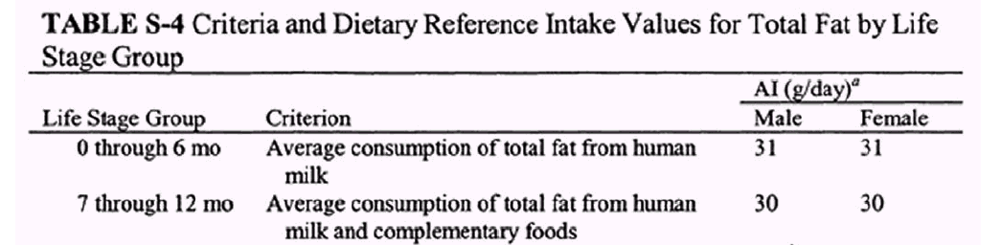 TABLE S-4 Criteria and Dietary Reference Intake Values for Total Fat by Life
Stage Group
AI (g/day)a
Life Stage Group Criterion Male Female
0 through 6 mo Average consumption of total fat from human 31 31
milk
7 through 12 mo Average consumption of total fat from human 30 30
milk and complementary foods